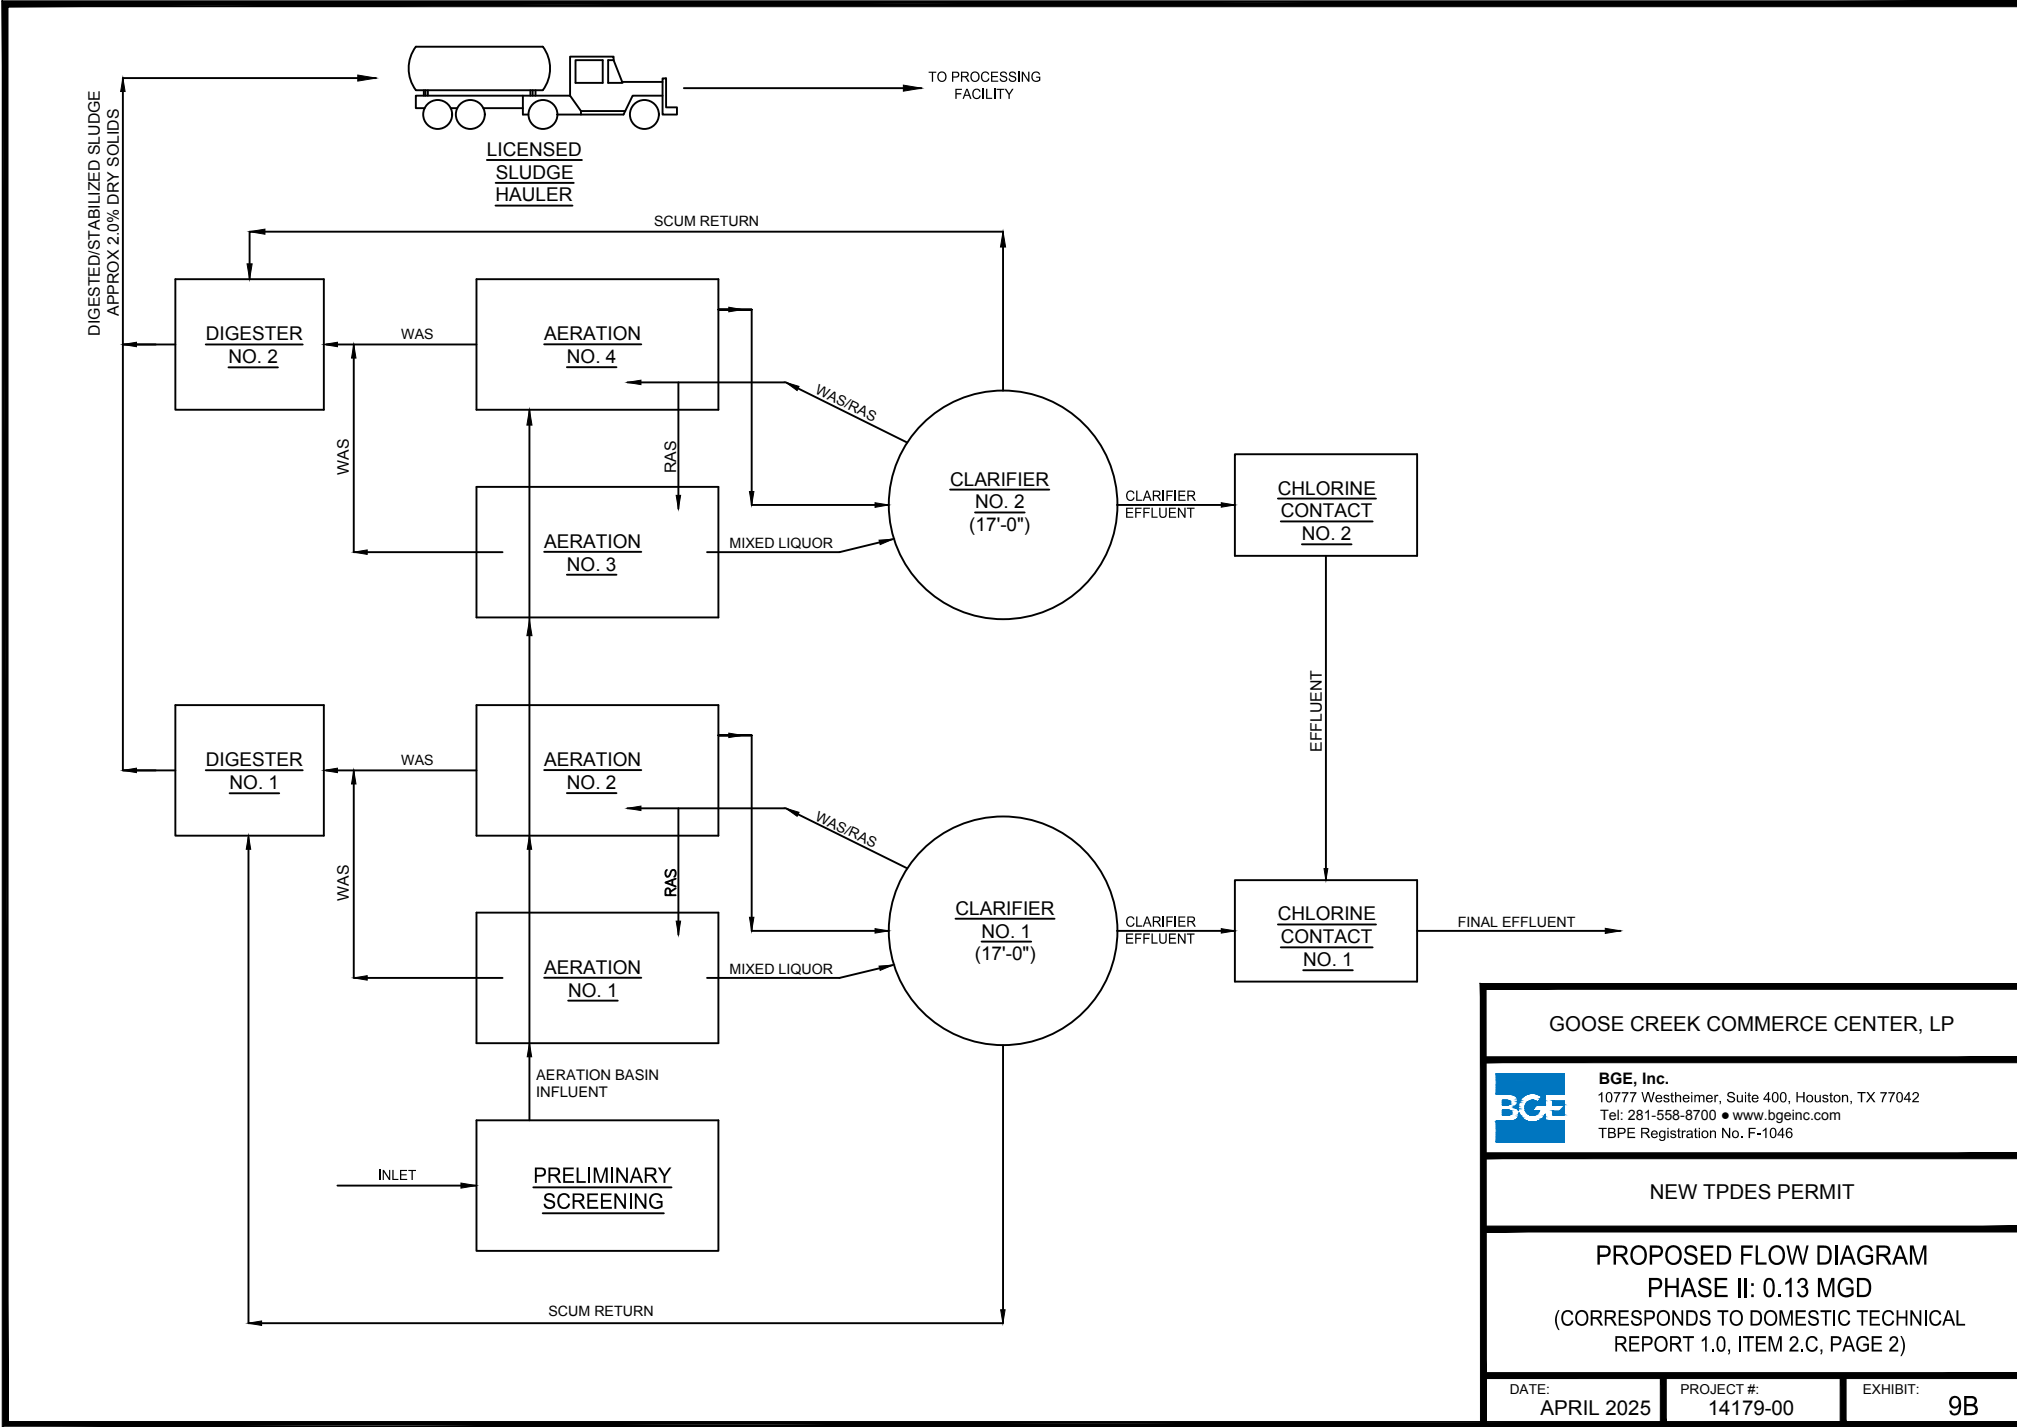 TO PROCESSING
FACILITY
DIGESTED/STABILIZED SLUDGE
APPROX 2.0% DRY SOLIDS
LICENSED
SLUDGE
HAULER
SCUM RETURN
DIGESTER
NO. 2
WAS
AERATION
NO. 4
WAS/RAS
WAS
RAS
CLARIFIER
NO. 2
(17'-0")
CLARIFIER
EFFLUENT
CHLORINE
CONTACT
NO. 2
AERATION
NO. 3
MIXED LIQUOR
EFFLUENT
DIGESTER
NO. 1
WAS
AERATION
NO. 2
WAS/RAS
WAS
RAS
CLARIFIER
NO. 1
(17'-0")
CLARIFIER
EFFLUENT
CHLORINE
CONTACT
NO. 1
FINAL EFFLUENT
AERATION
NO. 1
MIXED LIQUOR
AERATION BASIN
INFLUENT
INLET
PRELIMINARY
SCREENING
SCUM RETURN
GOOSE CREEK COMMERCE CENTER, LP
BGE
BGE, Inc.
10777 Westheimer, Suite 400, Houston, TX 77042
Tel: 281-558-8700 ● www.bgeinc.com
TBPE Registration No. F-1046
NEW TPDES PERMIT
PROPOSED FLOW DIAGRAM
PHASE II: 0.13 MGD
(CORRESPONDS TO DOMESTIC TECHNICAL
REPORT 1.0, ITEM 2.C, PAGE 2)
DATE:
APRIL 2025
PROJECT #:
14179-00
EXHIBIT:
9B